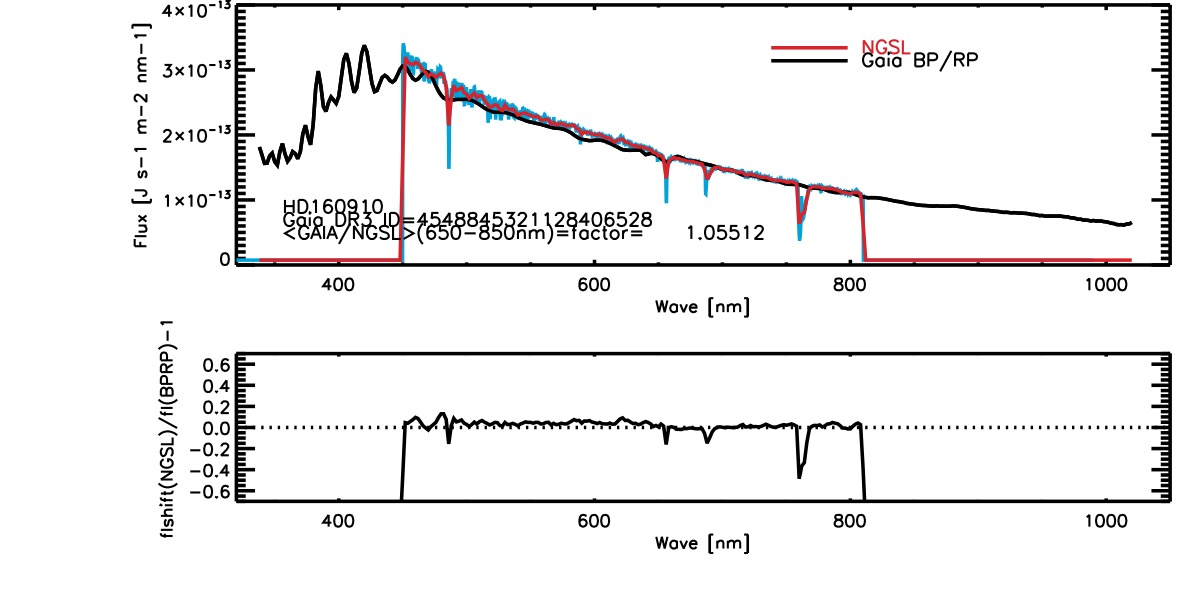 4×10−13
3×10−13
2×10−13
1×10−13
0
Flux [J s−1 m−2 nm−1]
NGSL
Gaia BP/RP
HD160910
Gaia DR3 ID=4548845321128406528
<GAIA/NGSL>(650−850nm)=factor= 1.05512
400 600 800 1000
Wave [nm]
0.6
0.4
0.2
0.0
−0.2
−0.4
−0.6
flshift(NGSL)/fl(BPRP)−1
400 600 800 1000
Wave [nm]